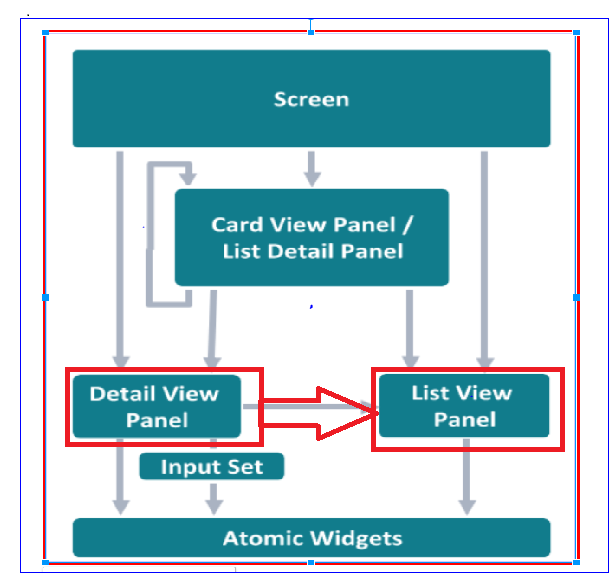 Screen
Card View Panel /
List Detail Panel
Detail View
Panel
List View
Panel
Input Set
Atomic Widgets